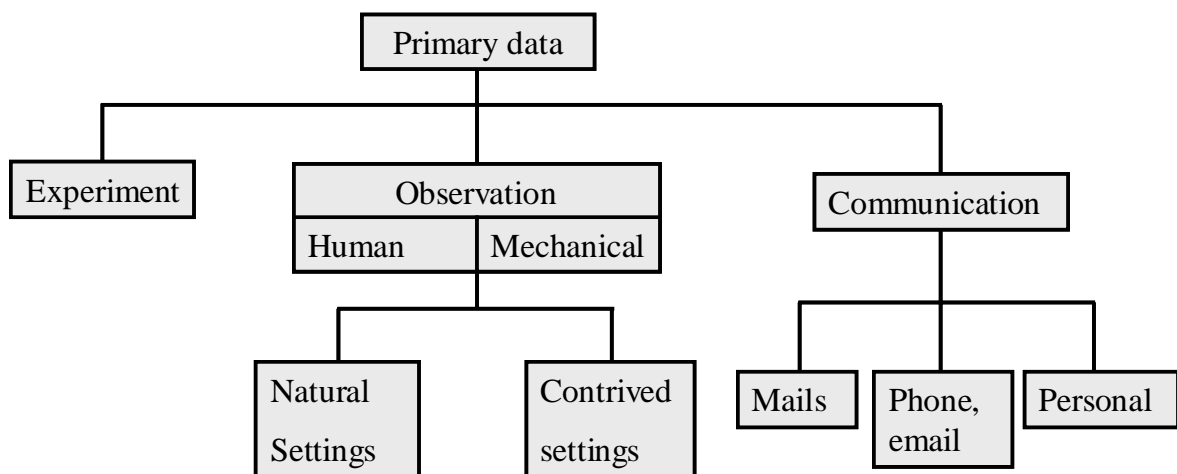 Primary data
Experiment
Observation
Human
Mechanical
Communication
Natural
Settings
Contrived
settings
Mails
Phone,
email
Personal